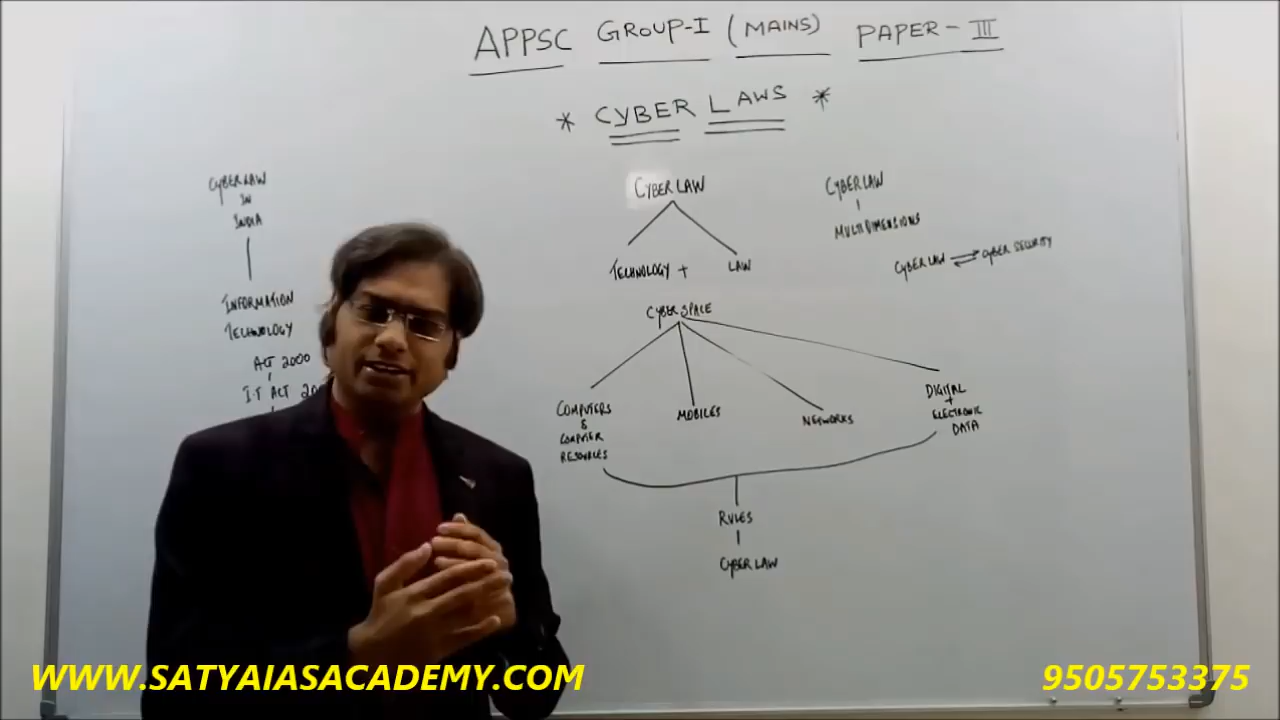 APPSC GROUP-I (MAINS) PAPER-III
* CYBER LAWS *
CYBER LAW
IN
INDIA
INFORMATION
TECHNOLOGY
ACT 2000
I.T ACT
CYBER LAW
TECHNOLOGY + LAW
CYBER LAW
MULTIDIMENSIONS
CYBER LAW ⇌ CYBER SECURITY
CYBER SPACE
COMPUTERS
&
COMPUTER
RESOURCES
MOBILES
NETWORKS
DIGITAL
+
ELECTRONIC
DATA
RULES
CYBER LAW
WWW.SATYAIASACADEMY.COM
9505753375